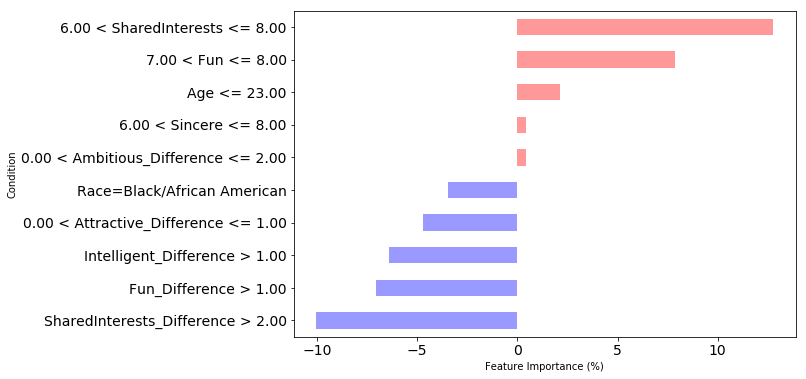 6.00 < SharedInterests <= 8.00
7.00 < Fun <= 8.00
Age <= 23.00
6.00 < Sincere <= 8.00
0.00 < Ambitious_Difference <= 2.00
Race=Black/African American
0.00 < Attractive_Difference <= 1.00
Intelligent_Difference > 1.00
Fun_Difference > 1.00
SharedInterests_Difference > 2.00
Condition
−10 −5 0 5 10
Feature Importance (%)